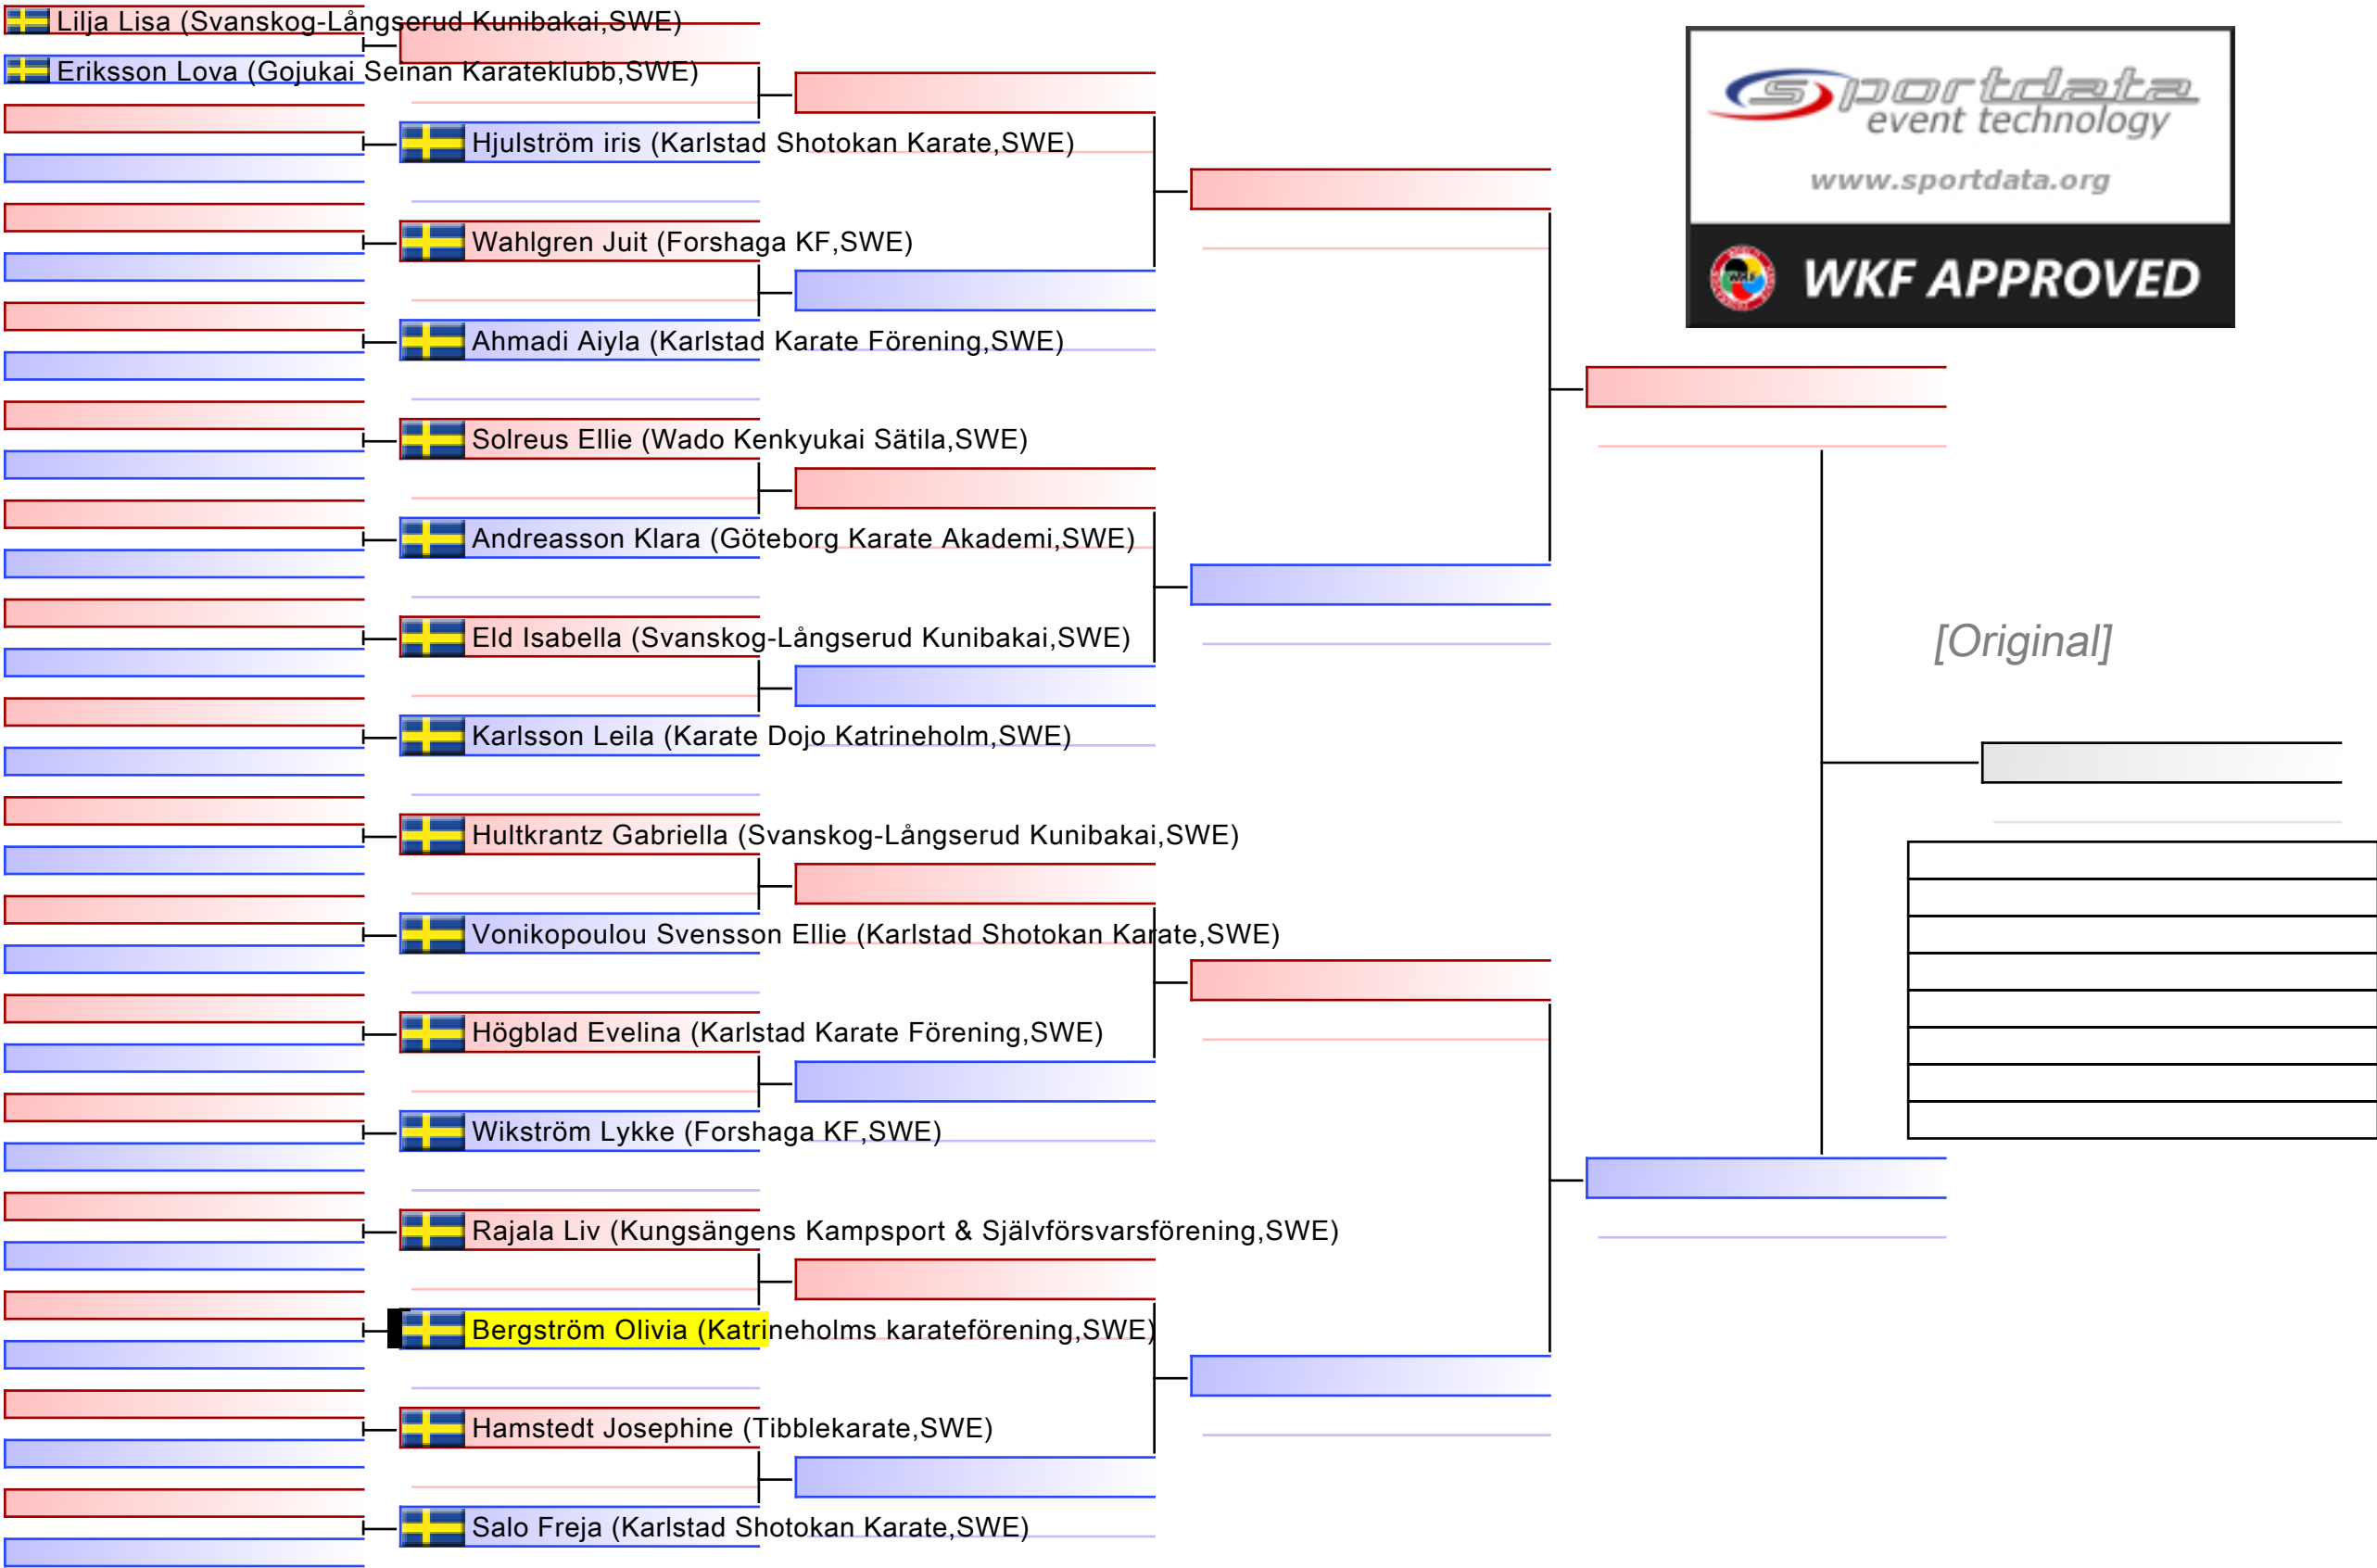 Lilja Lisa (Svanskog-Långserud Kunibakai,SWE)
Eriksson Lova (Gojukai Seinan Karateklubb,SWE)
Hjulström iris (Karlstad Shotokan Karate,SWE)
Wahlgren Juit (Forshaga KF,SWE)
Ahmadi Aiyla (Karlstad Karate Förening,SWE)
Solreus Ellie (Wado Kenkyukai Sätila,SWE)
Andreasson Klara (Göteborg Karate Akademi,SWE)
Eld Isabella (Svanskog-Långserud Kunibakai,SWE)
Karlsson Leila (Karate Dojo Katrineholm,SWE)
Hultkrantz Gabriella (Svanskog-Långserud Kunibakai,SWE)
Vonikopoulou Svensson Ellie (Karlstad Shotokan Karate,SWE)
Högblad Evelina (Karlstad Karate Förening,SWE)
Wikström Lykke (Forshaga KF,SWE)
Rajala Liv (Kungsängens Kampsport & Självförsvarsförening,SWE)
Bergström Olivia (Katrineholms karateförening,SWE)
Hamstedt Josephine (Tibblekarate,SWE)
Salo Freja (Karlstad Shotokan Karate,SWE)
sportdata
event technology
www.sportdata.org
WKF
WKF APPROVED
[Original]